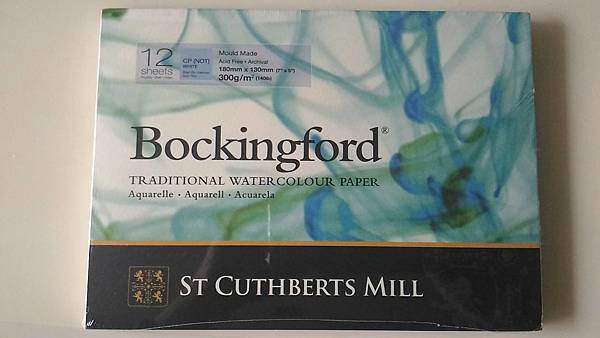 12
sheets
CP (NOT)
WHITE
Mould Made
Acid Free • Archival
180mm x 130mm (7" x 5")
300g/m² (140lb)
Bockingford®
TRADITIONAL WATERCOLOUR PAPER
Aquarelle • Aquarell • Acuarela
ST CUTHBERTS MILL